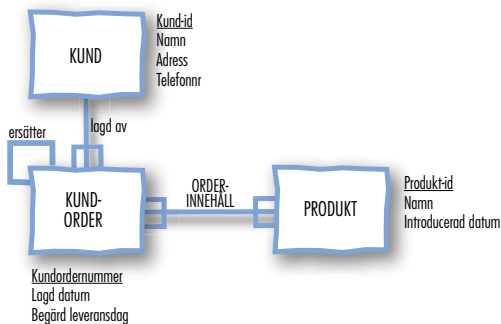 KUND
Kund-id
Namn
Adress
Telefonnr
ersätter
lagd av
KUND-
ORDER
ORDER-
INNEHÅLL
PRODUKT
Produkt-id
Namn
Introducerad datum
Kundordernummer
Lagd datum
Begärd leveransdag